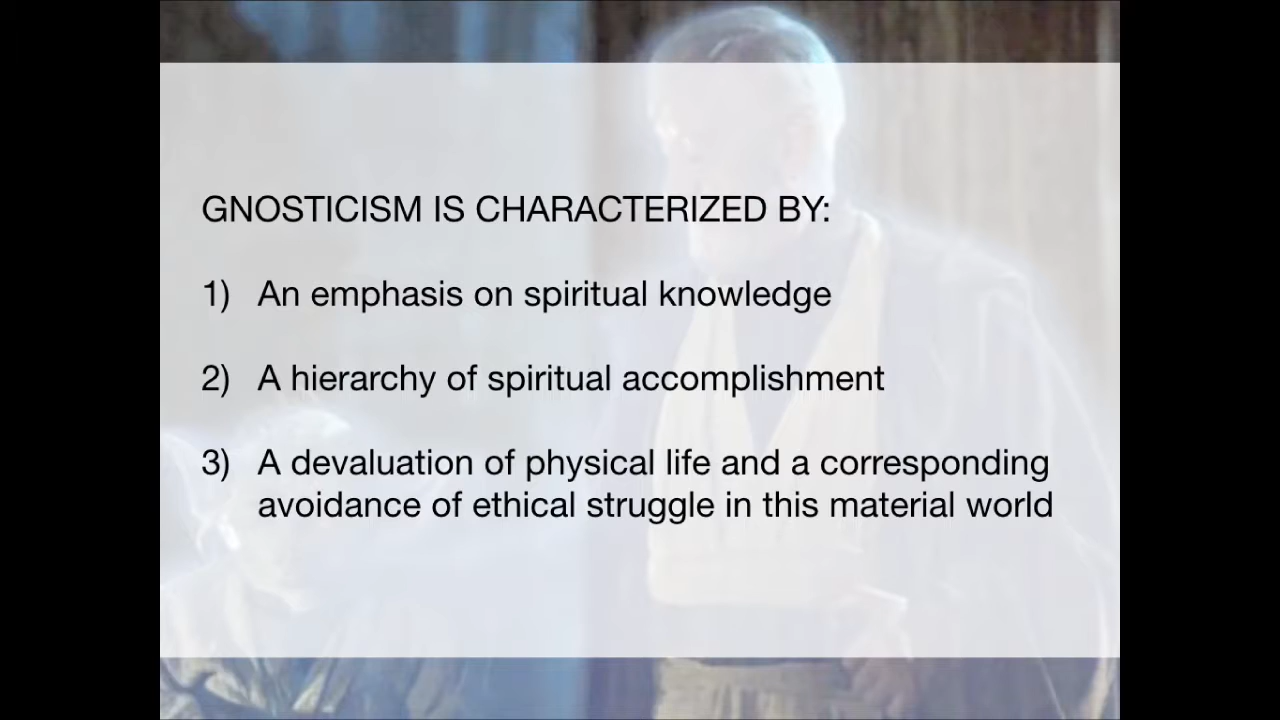 GNOSTICISM IS CHARACTERIZED BY:
1) An emphasis on spiritual knowledge
2) A hierarchy of spiritual accomplishment
3) A devaluation of physical life and a corresponding
avoidance of ethical struggle in this material world